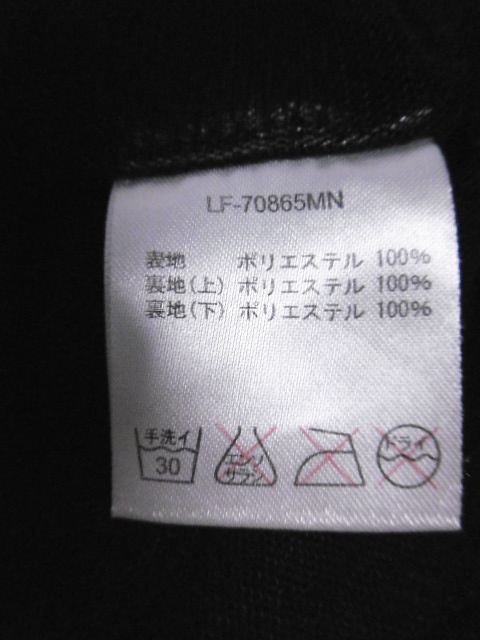 LF-70865MN
表地 ポリエステル 100%
裏地(上) ポリエステル 100%
裏地(下) ポリエステル 100%
手洗イ
30
エンソ
サラシ
ドライ